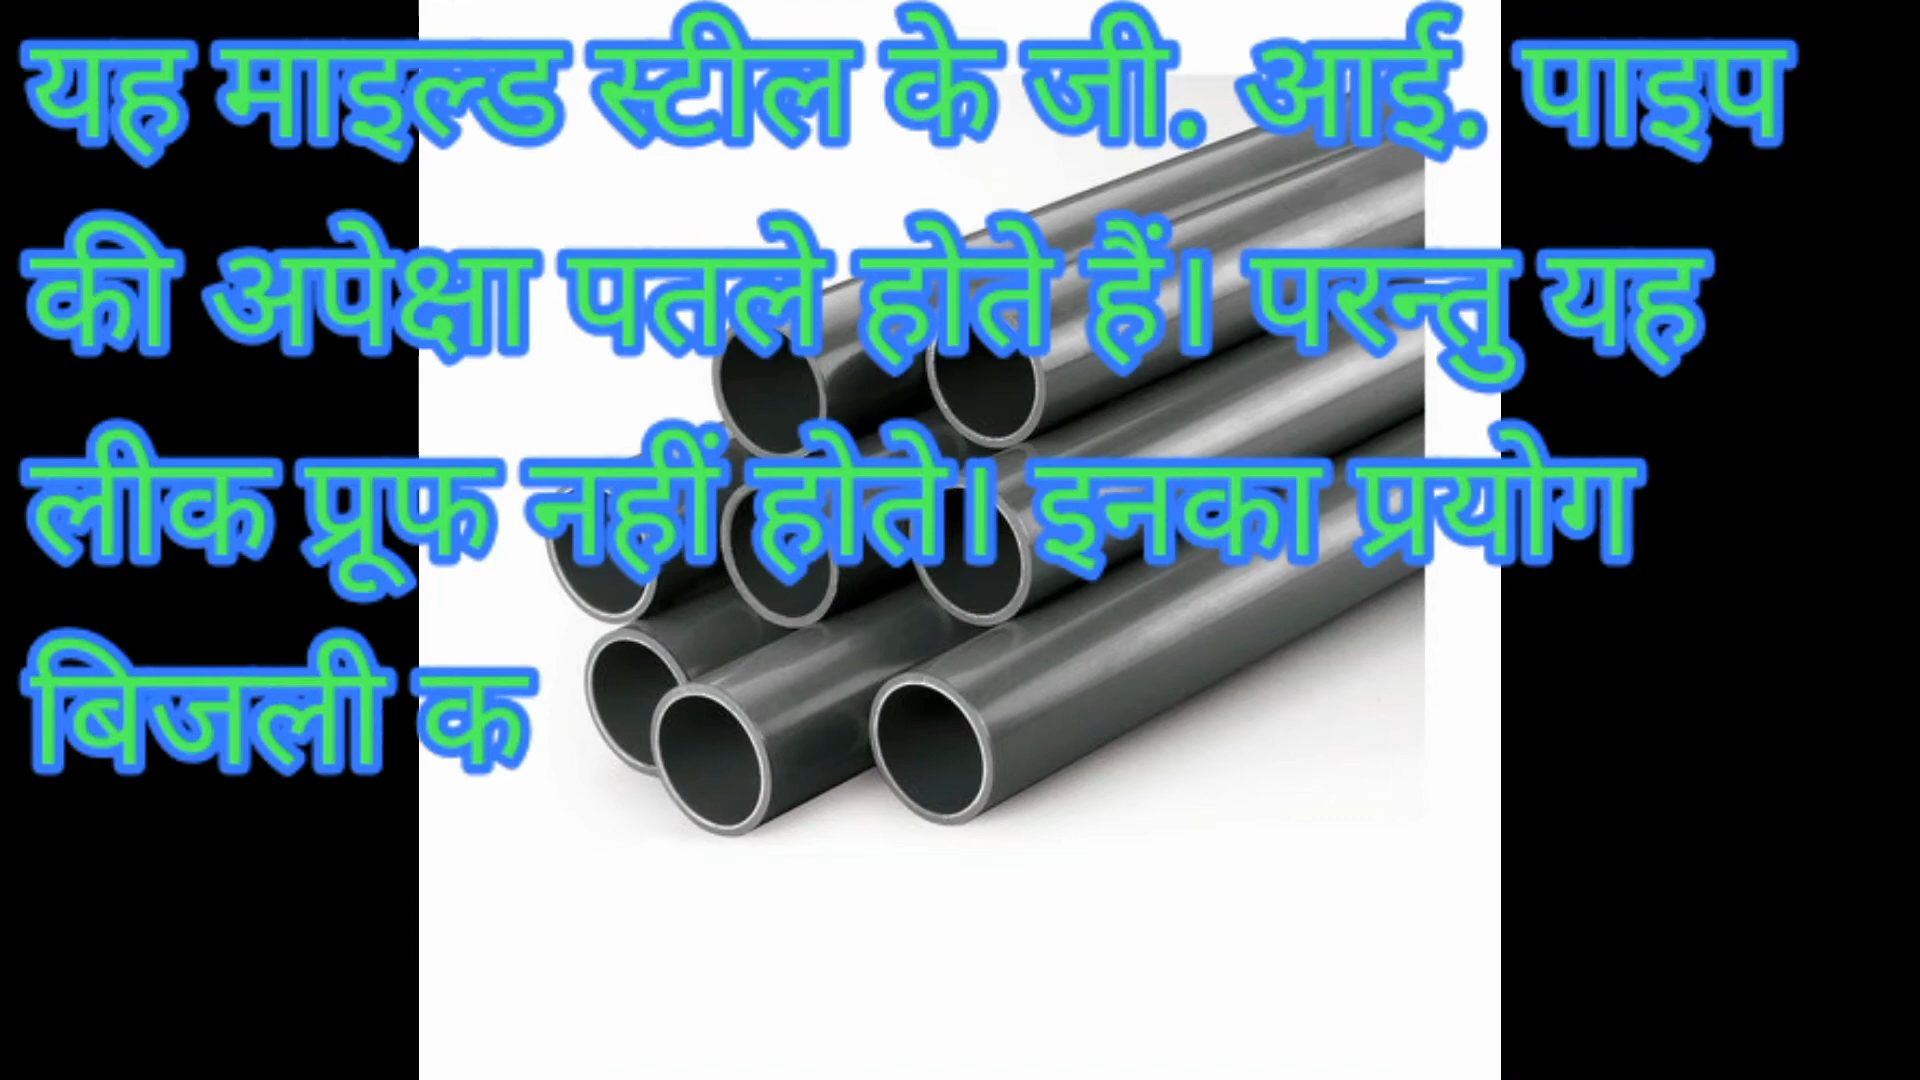 यह माइल्ड स्टील के जी. आई. पाइप
की अपेक्षा पतले होते हैं। परन्तु यह
लीक प्रूफ नहीं होते। इनका प्रयोग
बिजली क